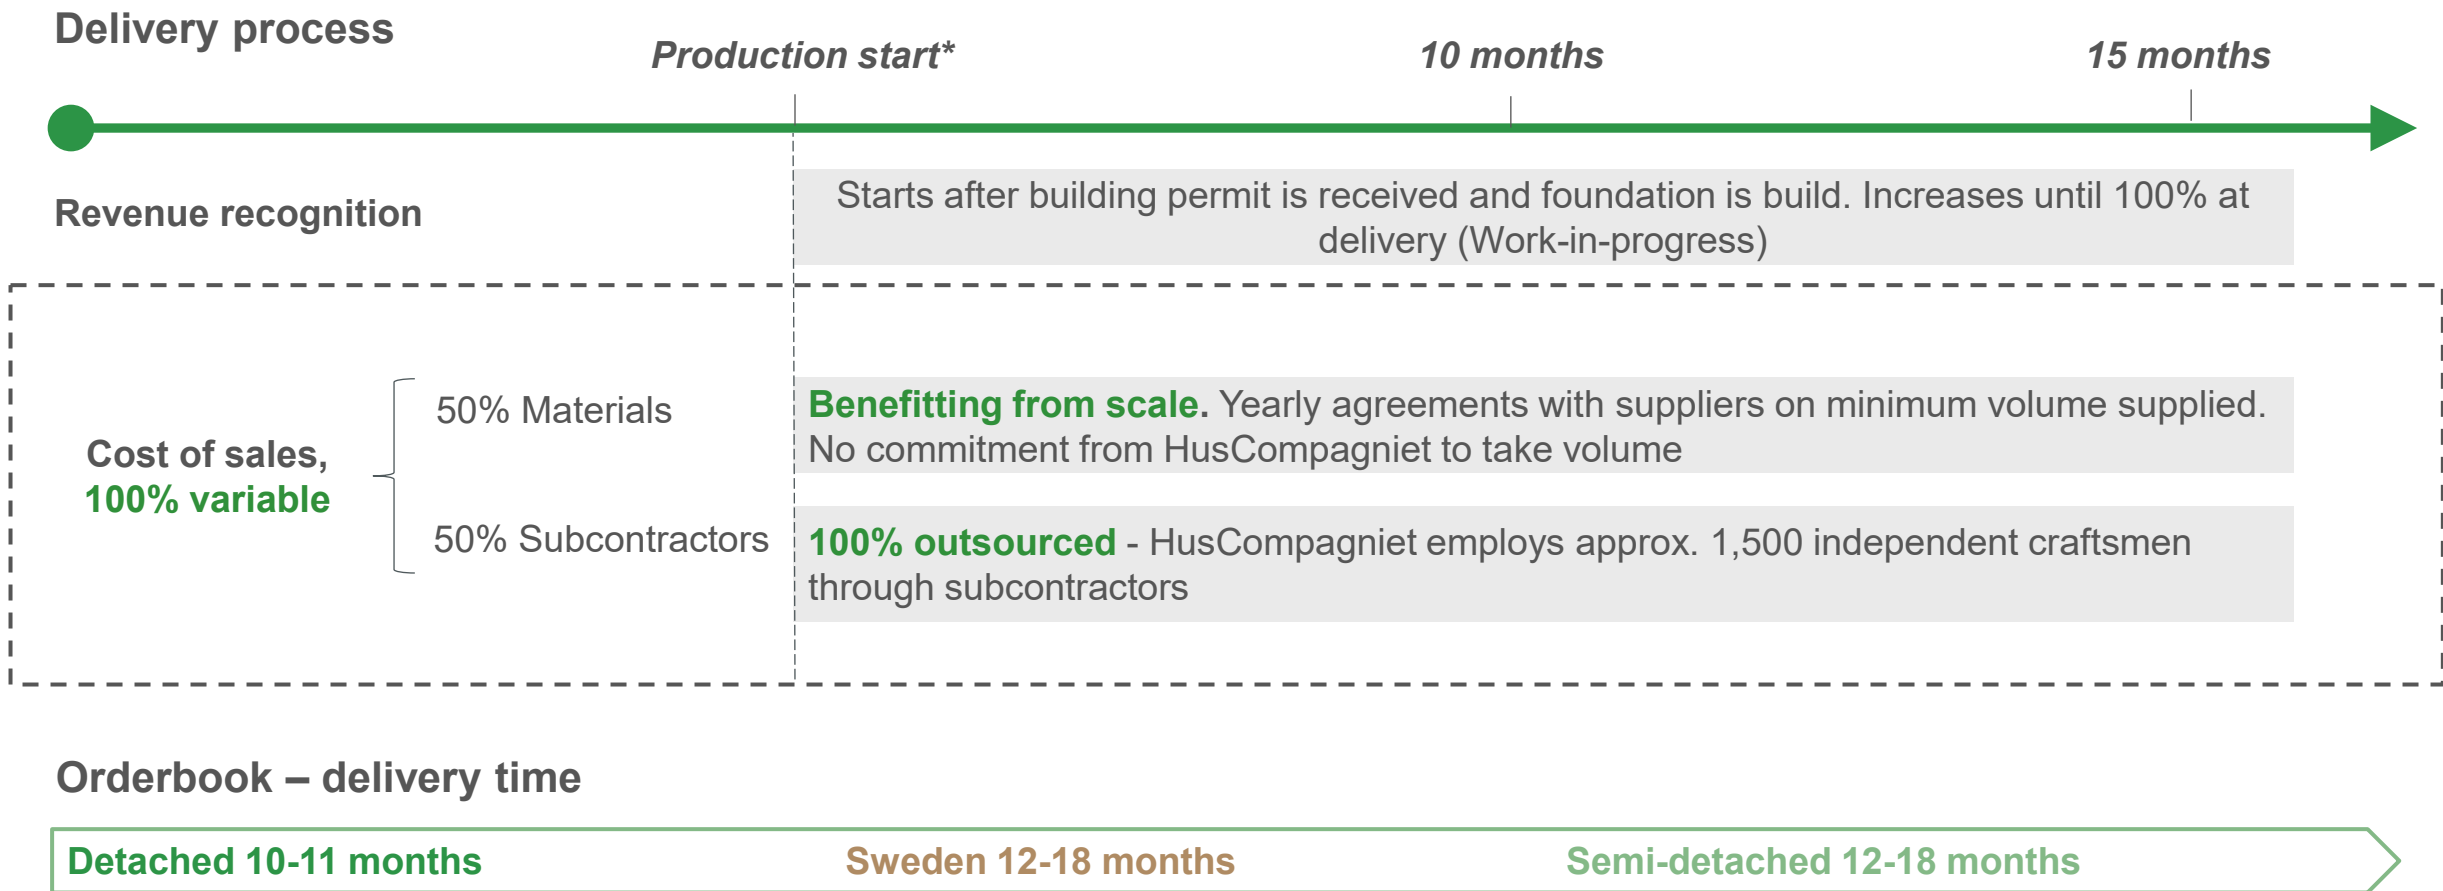 Delivery process
Production start*
10 months
15 months
Revenue recognition
Starts after building permit is received and foundation is build. Increases until 100% at
delivery (Work-in-progress)
Cost of sales,
100% variable
50% Materials
Benefitting from scale. Yearly agreements with suppliers on minimum volume supplied.
No commitment from HusCompagniet to take volume
50% Subcontractors
100% outsourced - HusCompagniet employs approx. 1,500 independent craftsmen
through subcontractors
Orderbook – delivery time
Detached 10-11 months
Sweden 12-18 months
Semi-detached 12-18 months